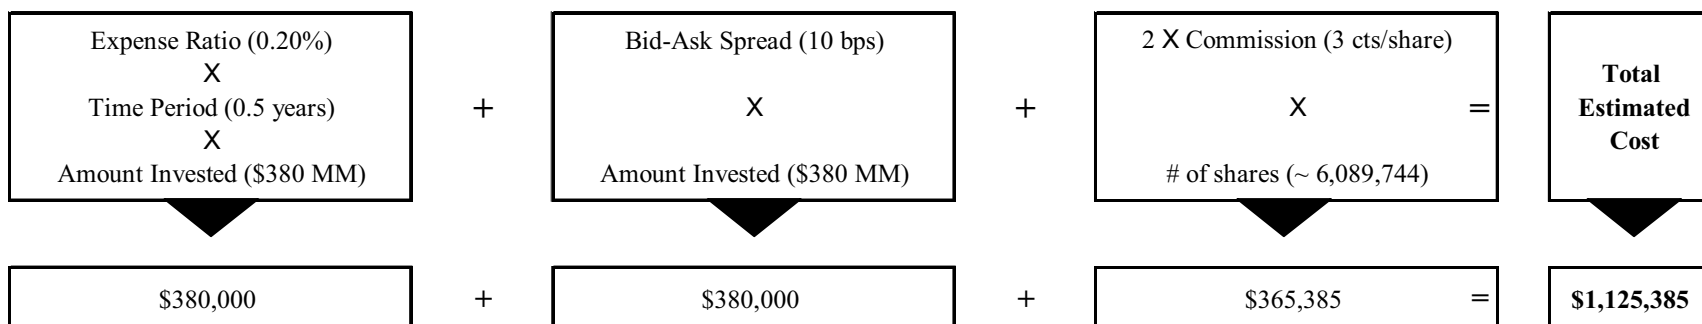 Expense Ratio (0.20%)
X
Time Period (0.5 years)
X
Amount Invested ($380 MM)
+
Bid-Ask Spread (10 bps)
X
Amount Invested ($380 MM)
+
2 X Commission (3 cts/share)
X
# of shares (~ 6,089,744)
=
Total
Estimated
Cost
$380,000 + $380,000 + $365,385 = $1,125,385